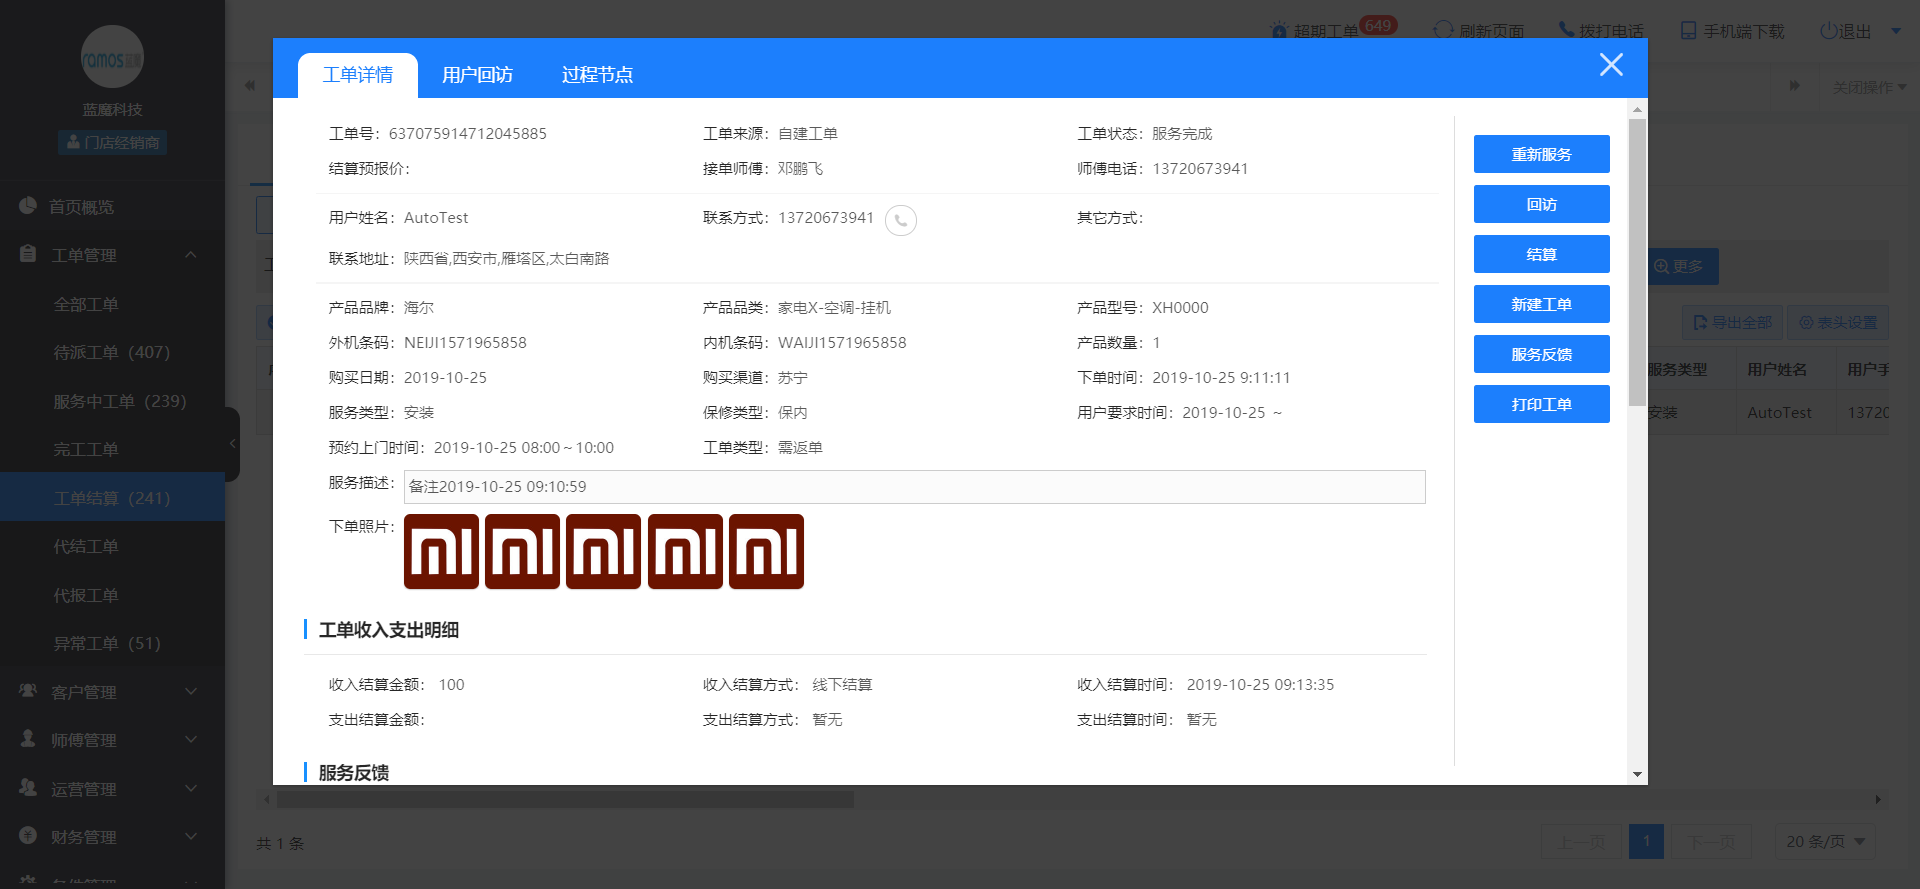 ramos蓝魔
蓝魔科技
门店经销商
首页概览
工单管理
全部工单
待派工单（407）
服务中工单（239）
完工工单
工单结算（241）
代结工单
代报工单
异常工单（51）
客户管理
师傅管理
运营管理
财务管理
超期工单 649 刷新页面 拨打电话 手机端下载 退出
关闭操作
工单详情 用户回访 过程节点
工单号：637075914712045885 工单来源：自建工单 工单状态：服务完成
结算预报价： 接单师傅：邓鹏飞 师傅电话：13720673941
用户姓名：AutoTest 联系方式：13720673941 其它方式：
联系地址：陕西省,西安市,雁塔区,太白南路
产品品牌：海尔 产品品类：家电X-空调-挂机 产品型号：XH0000
外机条码：NEIJI1571965858 内机条码：WAIJI1571965858 产品数量：1
购买日期：2019-10-25 购买渠道：苏宁 下单时间：2019-10-25 9:11:11
服务类型：安装 保修类型：保内 用户要求时间：2019-10-25 ~
预约上门时间：2019-10-25 08:00 ~ 10:00 工单类型：需返单
服务描述：备注2019-10-25 09:10:59
下单照片：
工单收入支出明细
收入结算金额：100 收入结算方式：线下结算 收入结算时间：2019-10-25 09:13:35
支出结算金额： 支出结算方式：暂无 支出结算时间：暂无
服务反馈
重新服务
回访
结算
新建工单
服务反馈
打印工单
更多
导出全部 表头设置
服务类型 用户姓名 用户手
安装 AutoTest 13720
共 1 条
上一页 1 下一页 20 条/页